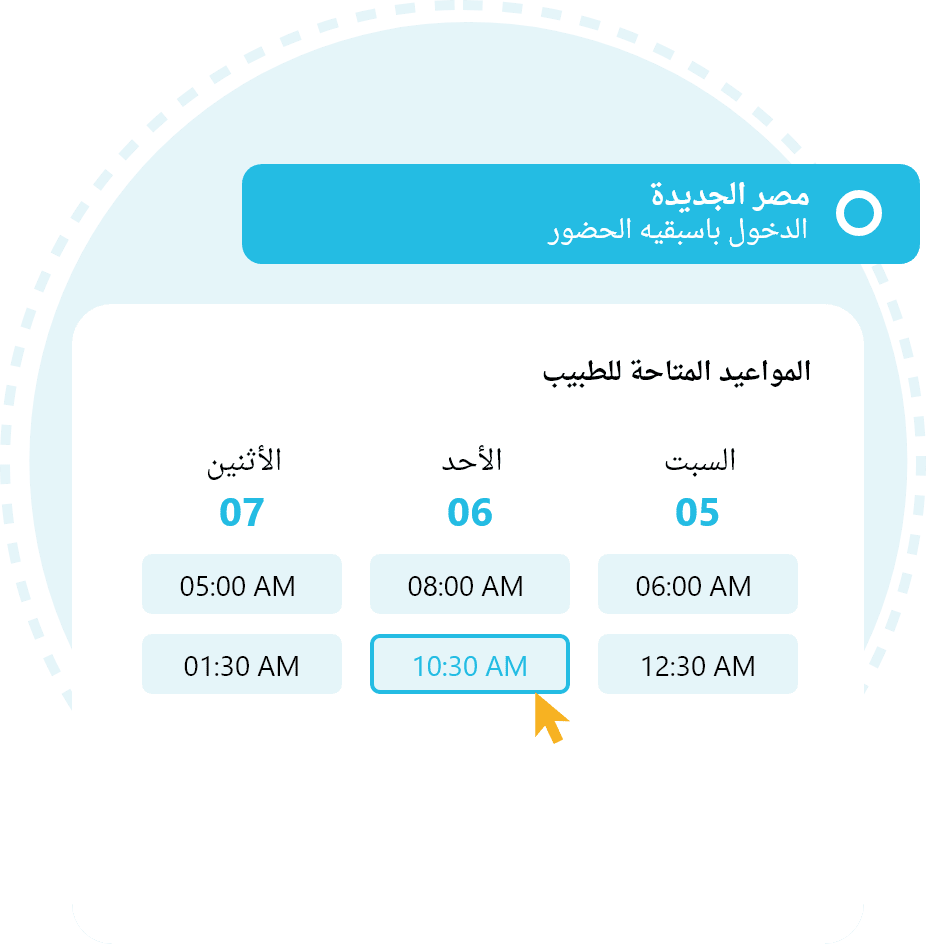 مصر الجديدة
الدخول باسبقيه الحضور
المواعيد المتاحة للطبيب
السبت الأحد الأثنين
05 06 07
06:00 AM 08:00 AM 05:00 AM
12:30 AM 10:30 AM 01:30 AM